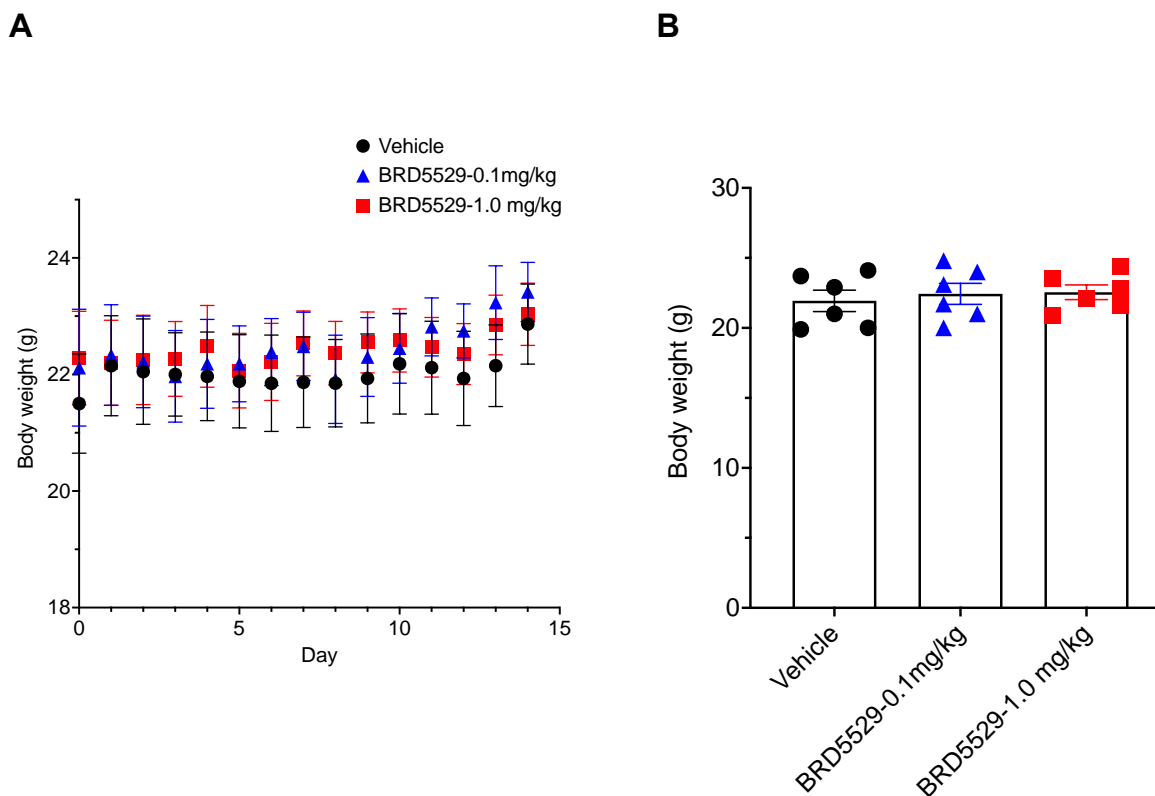 A
Vehicle
BRD5529-0.1mg/kg
BRD5529-1.0 mg/kg
Body weight (g)
24
22
20
18
0
5
10
15
Day
B
Body weight (g)
30
20
10
0
Vehicle
BRD5529-0.1mg/kg
BRD5529-1.0 mg/kg